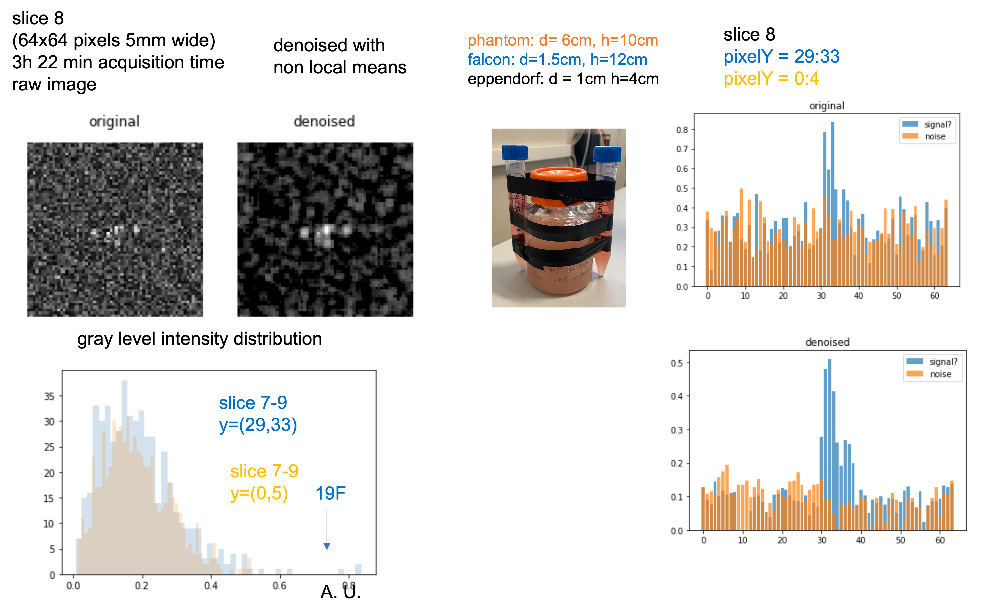 slice 8
(64x64 pixels 5mm wide)
3h 22 min acquisition time
raw image
denoised with
non local means
phantom: d= 6cm, h=10cm
falcon: d=1.5cm, h=12cm
eppendorf: d = 1cm h=4cm
slice 8
pixelY = 29:33
pixelY = 0:4
original
denoised
gray level intensity distribution
35
30
25
20
15
10
5
0
0.0 0.2 0.4 0.6 0.8
A. U.
slice 7-9
y=(29,33)
slice 7-9
y=(0,5)
19F
original
signal?
noise
0.8
0.7
0.6
0.5
0.4
0.3
0.2
0.1
0.0
0 10 20 30 40 50 60
denoised
signal?
noise
0.5
0.4
0.3
0.2
0.1
0.0
0 10 20 30 40 50 60